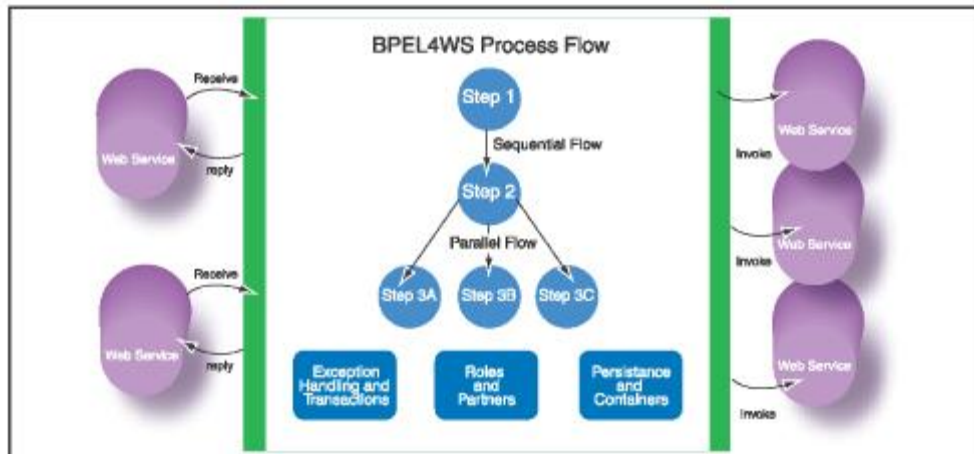 BPEL4WS Process Flow
Receive
Web Service
reply
Receive
Web Service
reply
Step 1
Sequential Flow
Step 2
Parallel Flow
Step 3A
Step 3B
Step 3C
Exception
Handling and
Transactions
Roles
and
Partners
Persistance
and
Containers
Web Service
Invoke
Web Service
Invoke
Web Service
Invoke